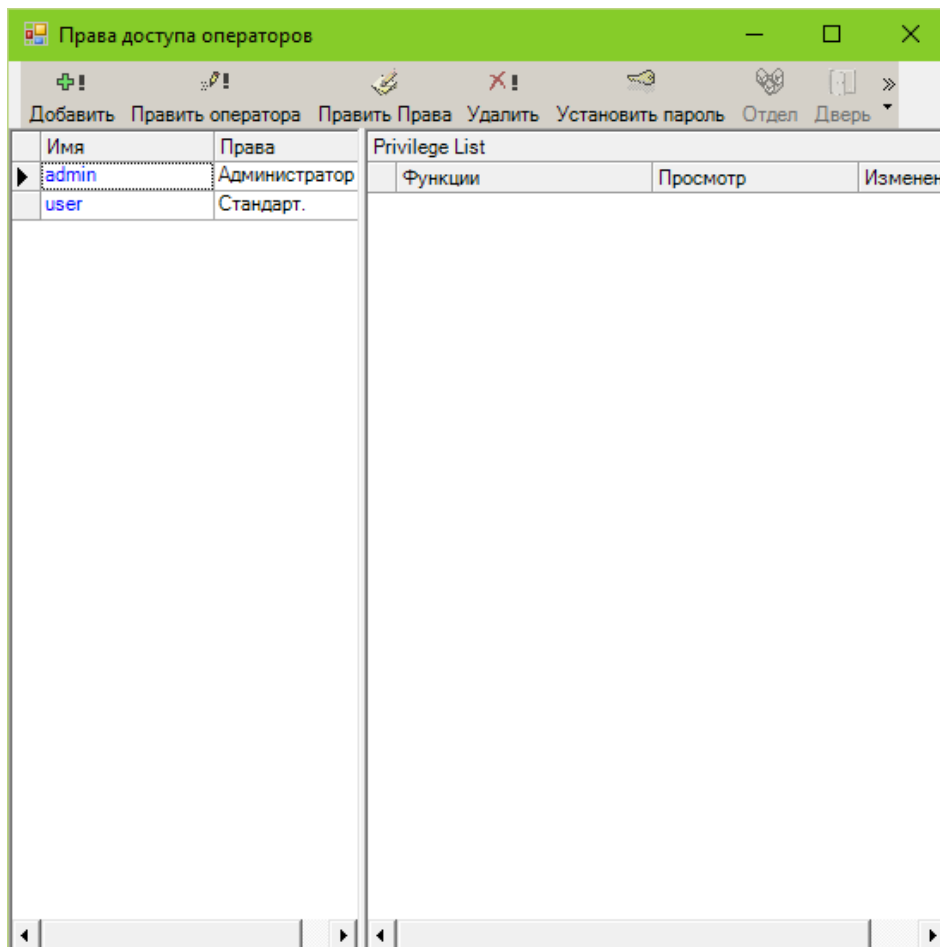 Права доступа операторов
Добавить Править оператора Править Права Удалить Установить пароль Отдел Дверь
Имя Права Privilege List
admin Администратор Функции Просмотр Изменен
user Стандарт.